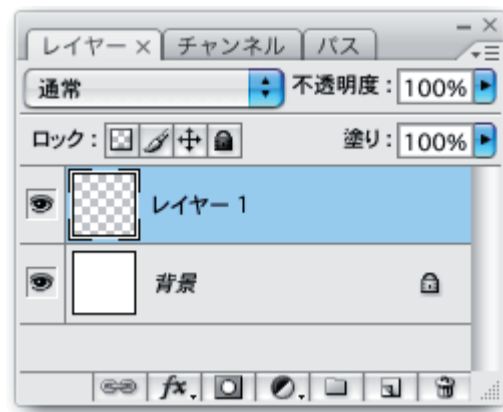 レイヤー × チャンネル パス
通常 不透明度 : 100%
ロック : 塗り : 100%
レイヤー 1
背景
fx.